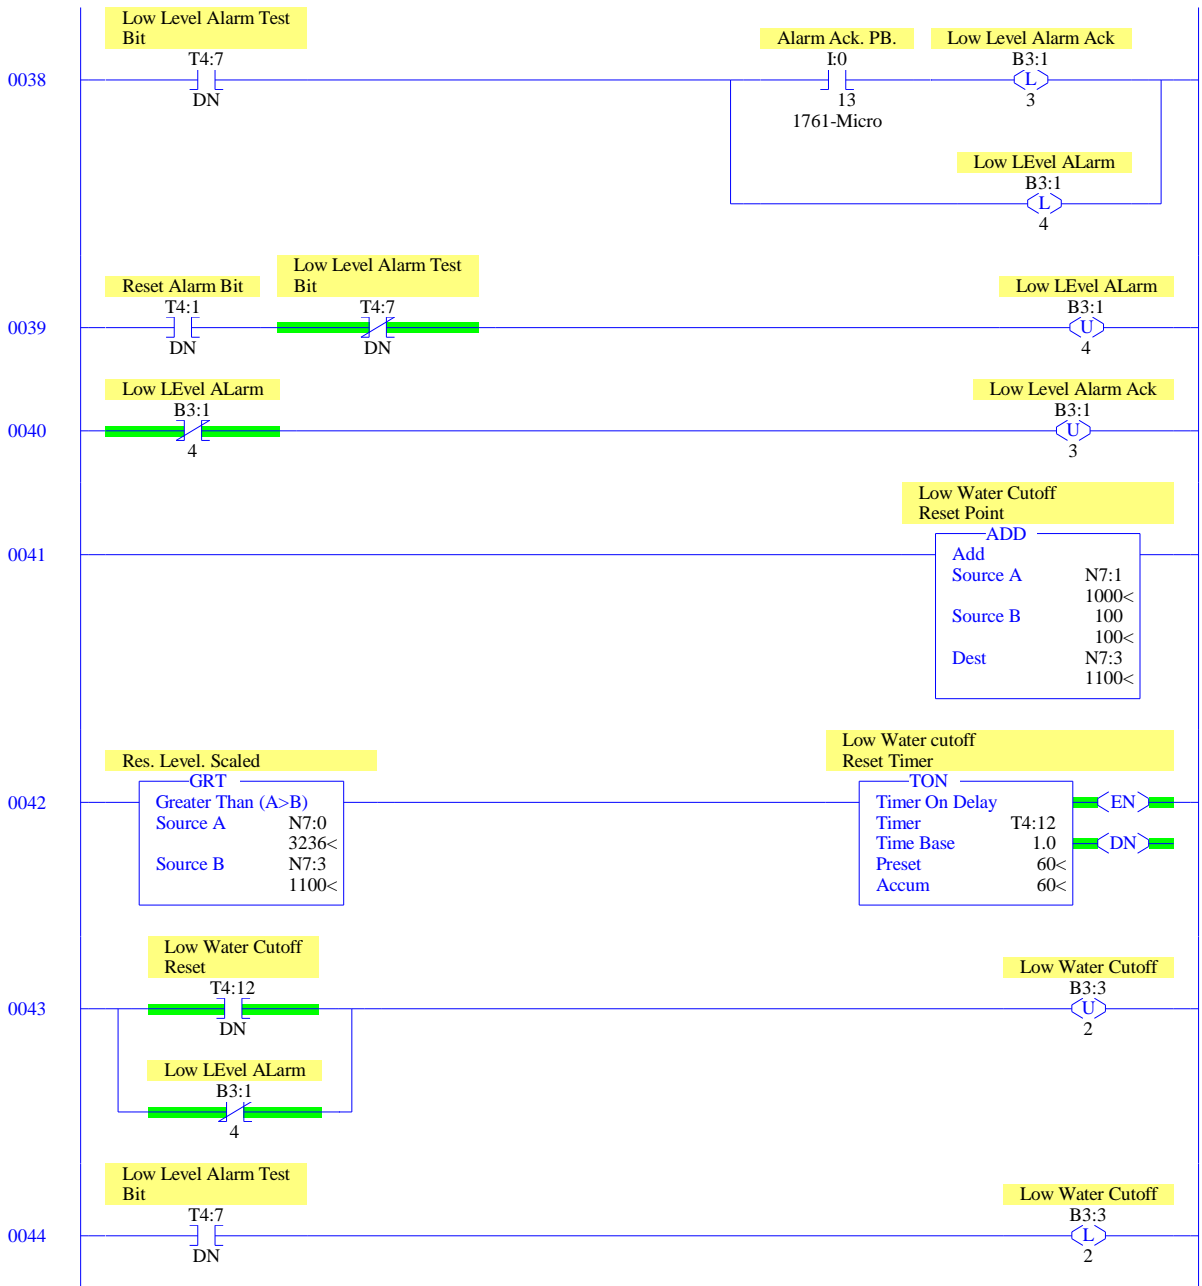 Low Level Alarm Test
Bit
T4:7
DN
Alarm Ack. PB.
I:0
13
1761-Micro
Low Level Alarm Ack
B3:1
L
3
0038
Low LEvel ALarm
B3:1
L
4
Reset Alarm Bit
T4:1
DN
Low Level Alarm Test
Bit
T4:7
DN
Low LEvel ALarm
B3:1
U
4
0039
Low LEvel ALarm
B3:1
4
Low Level Alarm Ack
B3:1
U
3
0040
Low Water Cutoff
Reset Point
0041
ADD
Add
Source A N7:1
1000<
Source B 100
100<
Dest N7:3
1100<
Res. Level. Scaled
GRT
Greater Than (A>B)
Source A N7:0
3236<
Source B N7:3
1100<
0042
Low Water cutoff
Reset Timer
TON
Timer On Delay
Timer T4:12
Time Base 1.0
Preset 60<
Accum 60<
EN
DN
Low Water Cutoff
Reset
T4:12
DN
Low Water Cutoff
B3:3
U
2
0043
Low LEvel ALarm
B3:1
4
Low Level Alarm Test
Bit
T4:7
DN
Low Water Cutoff
B3:3
L
2
0044